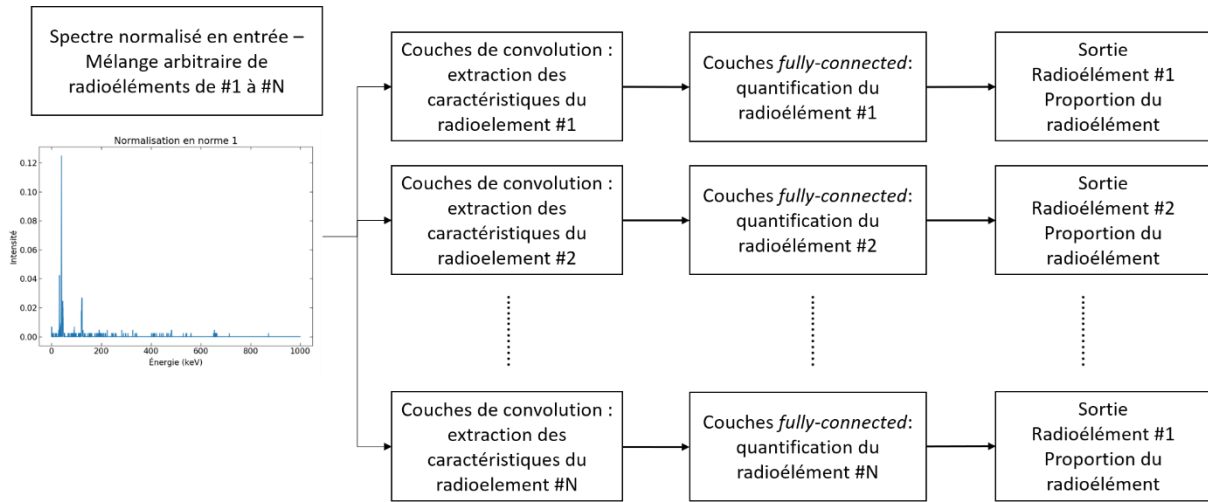 Spectre normalisé en entrée –
Mélange arbitraire de
radioéléments de #1 à #N
Normalisation en norme 1
Intensité
0.12
0.10
0.08
0.06
0.04
0.02
0.00
0
200
400
600
800
1000
Énergie (keV)
Couches de convolution :
extraction des
caractéristiques du
radioelement #1
Couches fully-connected:
quantification du
radioélément #1
Sortie
Radioélément #1
Proportion du
radioélément
Couches de convolution :
extraction des
caractéristiques du
radioelement #2
Couches fully-connected:
quantification du
radioélément #2
Sortie
Radioélément #2
Proportion du
radioélément
Couches de convolution :
extraction des
caractéristiques du
radioelement #N
Couches fully-connected:
quantification du
radioélément #N
Sortie
Radioélément #1
Proportion du
radioélément